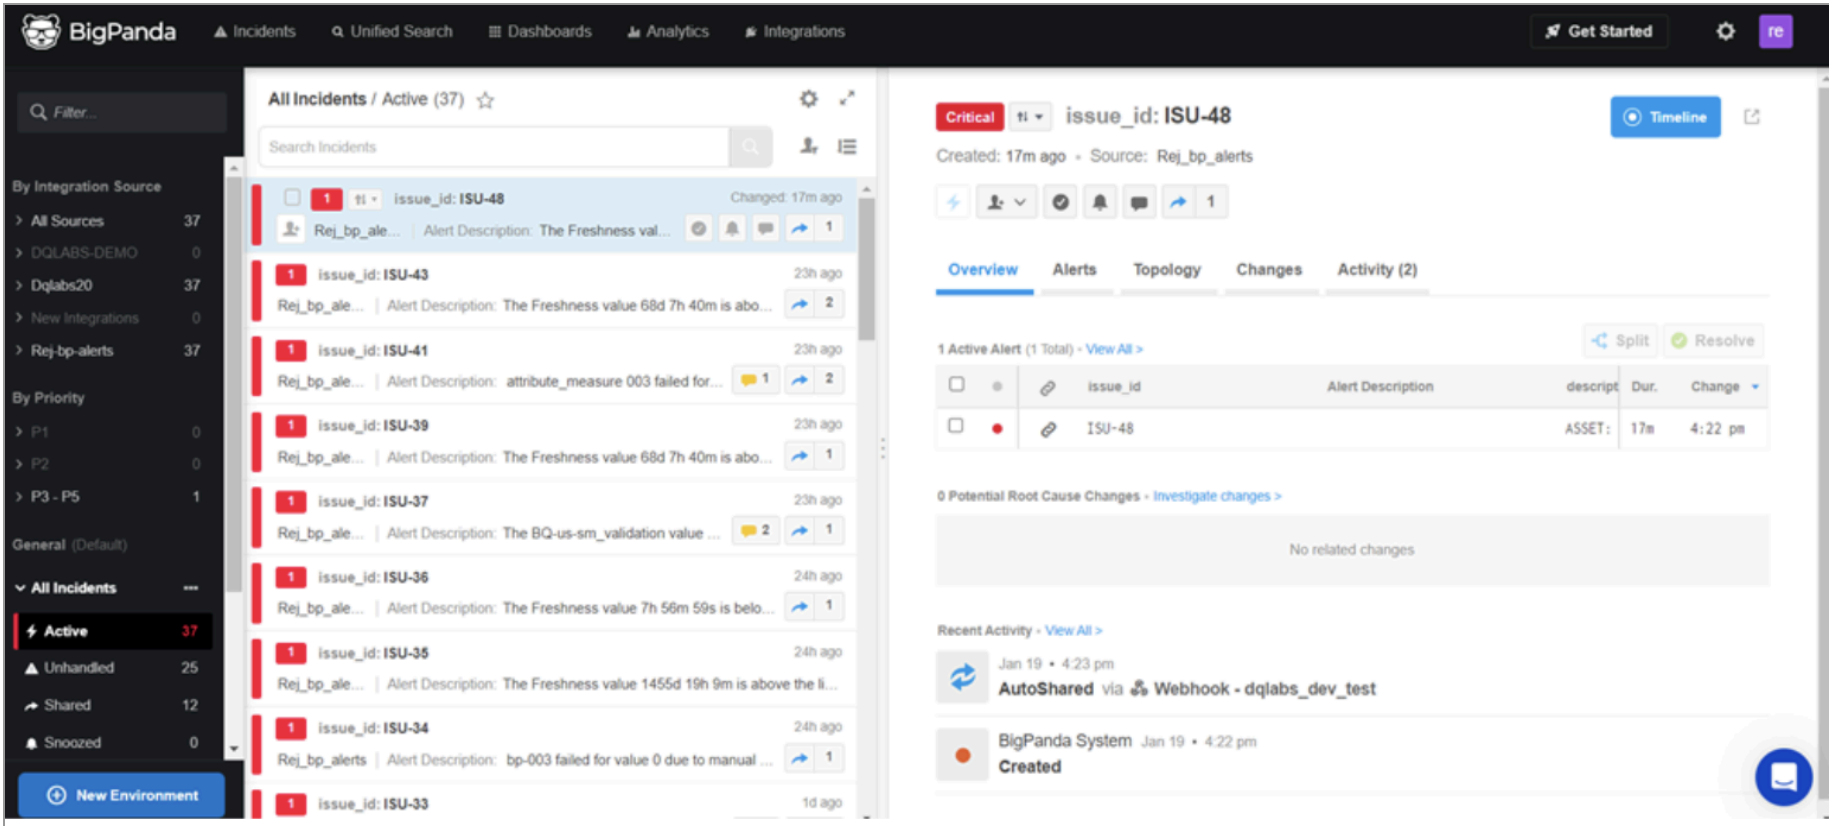 BigPanda Incidents Unified Search Dashboards Analytics Integrations Get Started re
Filter...
By Integration Source
All Sources 37
DQLABS-DEMO 0
Dqlabs20 37
New Integrations 0
Rej-bp-alerts 37
By Priority
P1 0
P2 0
P3 - P5 1
General (Default)
All Incidents ...
Active 37
Unhandled 25
Shared 12
Snoozed 0
New Environment
All Incidents / Active (37)
Search Incidents
1 issue_id: ISU-48 Changed: 17m ago
Rej_bp_ale... | Alert Description: The Freshness val... 1
1 issue_id: ISU-43 23h ago
Rej_bp_ale... | Alert Description: The Freshness value 68d 7h 40m is abo... 2
1 issue_id: ISU-41 23h ago
Rej_bp_ale... | Alert Description: attribute_measure 003 failed for... 1 2
1 issue_id: ISU-39 23h ago
Rej_bp_ale... | Alert Description: The Freshness value 68d 7h 40m is abo... 1
1 issue_id: ISU-37 23h ago
Rej_bp_ale... | Alert Description: The BQ-us-sm_validation value ... 2 1
1 issue_id: ISU-36 24h ago
Rej_bp_ale... | Alert Description: The Freshness value 7h 56m 59s is belo... 1
1 issue_id: ISU-35 24h ago
Rej_bp_ale... | Alert Description: The Freshness value 1455d 19h 9m is above the li...
1 issue_id: ISU-34 24h ago
Rej_bp_alerts | Alert Description: bp-003 failed for value 0 due to manual ... 1
1 issue_id: ISU-33 1d ago
Critical issue_id: ISU-48 Timeline
Created: 17m ago • Source: Rej_bp_alerts
1
Overview Alerts Topology Changes Activity (2)
Split Resolve
1 Active Alert (1 Total) • View All >
issue_id Alert Description descript Dur. Change
ISU-48 ASSET: 17m 4:22 pm
0 Potential Root Cause Changes • Investigate changes >
No related changes
Recent Activity • View All >
Jan 19 • 4:23 pm
AutoShared via Webhook - dqlabs_dev_test
BigPanda System Jan 19 • 4:22 pm
Created